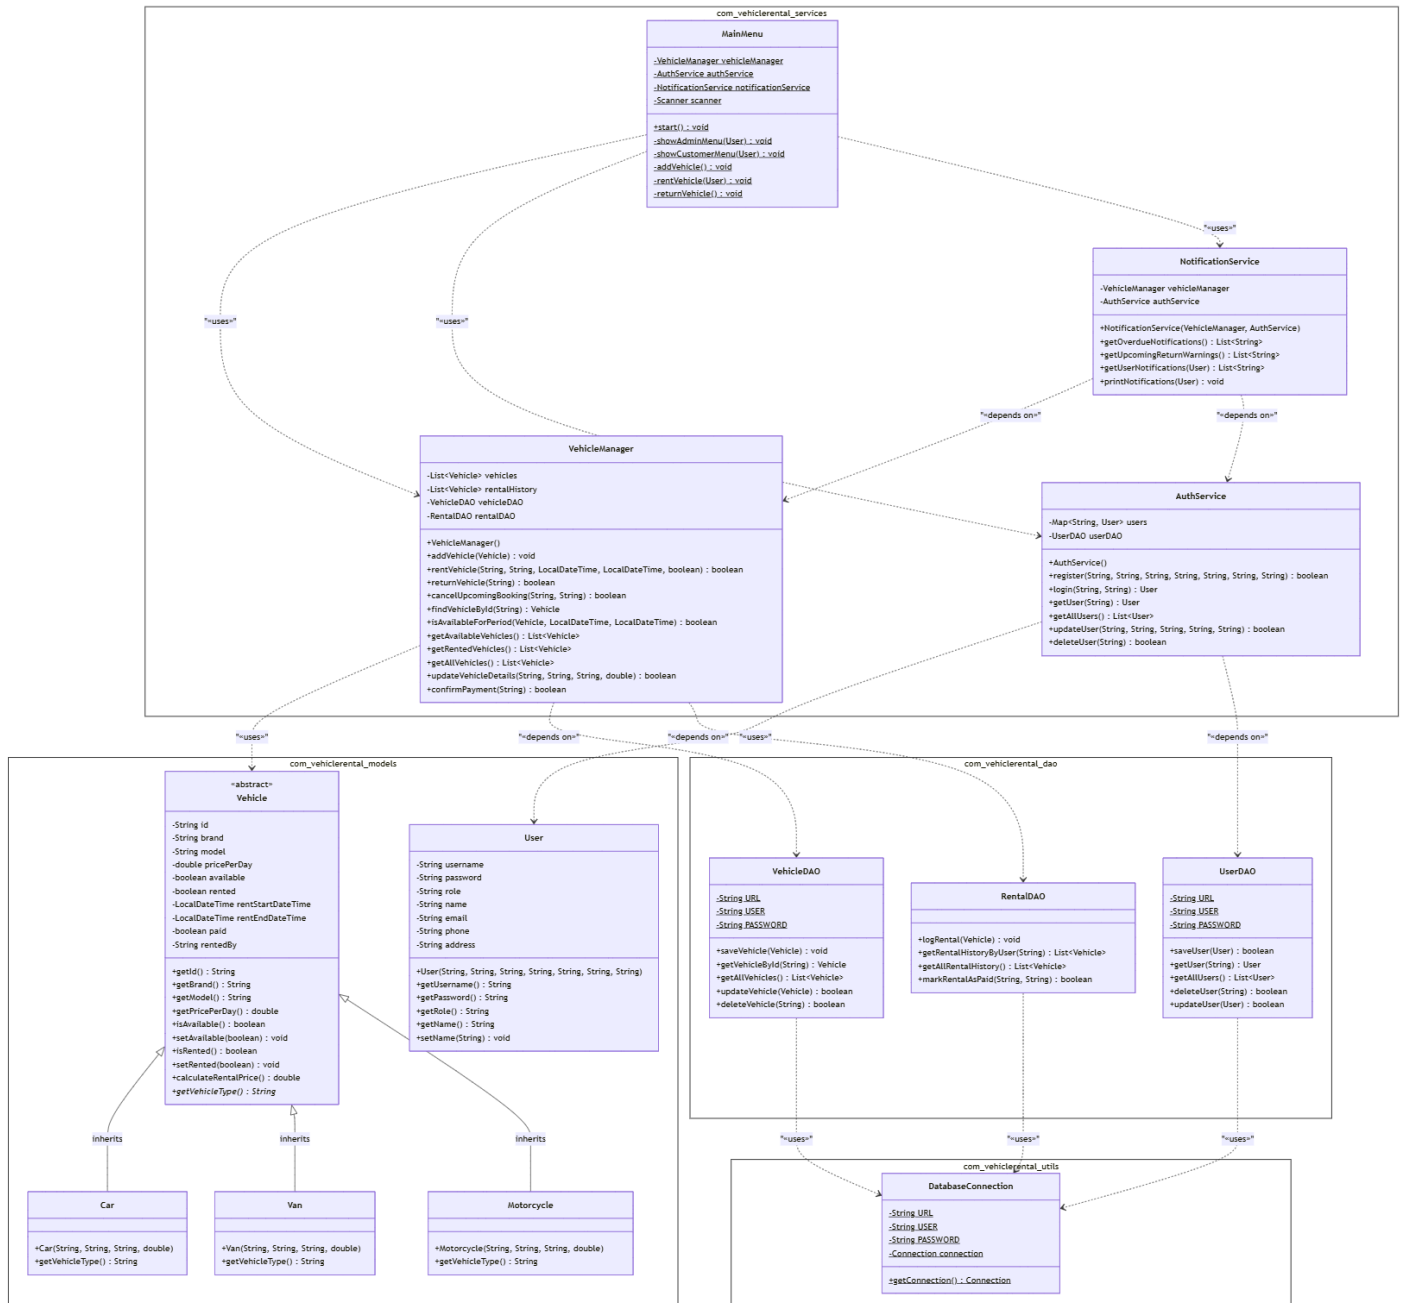 com_vehiclerental_services
MainMenu
-VehicleManager vehicleManager
-AuthService authService
-NotificationService notificationService
-Scanner scanner
+start() : void
-showAdminMenu(User) : void
-showCustomerMenu(User) : void
-addVehicle() : void
-rentVehicle(User) : void
-returnVehicle() : void
"«uses»"
"«uses»"
"«uses»"
NotificationService
-VehicleManager vehicleManager
-AuthService authService
+NotificationService(VehicleManager, AuthService)
+getOverdueNotifications() : List<String>
+getUpcomingReturnWarnings() : List<String>
+getUserNotifications(User) : List<String>
+printNotifications(User) : void
"«depends on»"
"«depends on»"
VehicleManager
-List<Vehicle> vehicles
-List<Vehicle> rentalHistory
-VehicleDAO vehicleDAO
-RentalDAO rentalDAO
+VehicleManager()
+addVehicle(Vehicle) : void
+rentVehicle(String, String, LocalDateTime, LocalDateTime, boolean) : boolean
+returnVehicle(String) : boolean
+cancelUpcomingBooking(String, String) : boolean
+findVehicleById(String) : Vehicle
+isAvailableForPeriod(Vehicle, LocalDateTime, LocalDateTime) : boolean
+getAvailableVehicles() : List<Vehicle>
+getRentedVehicles() : List<Vehicle>
+getAllVehicles() : List<Vehicle>
+updateVehicleDetails(String, String, String, double) : boolean
+confirmPayment(String) : boolean
AuthService
-Map<String, User> users
-UserDAO userDAO
+AuthService()
+register(String, String, String, String, String, String, String) : boolean
+login(String, String) : User
+getUser(String) : User
+getAllUsers() : List<User>
+updateUser(String, String, String, String, String) : boolean
+deleteUser(String) : boolean
"«uses»"
"«depends on»"
"«depends on»"
"«uses»"
"«depends on»"
com_vehiclerental_models
«abstract»
Vehicle
-String id
-String brand
-String model
-double pricePerDay
-boolean available
-boolean rented
-LocalDateTime rentStartDateTime
-LocalDateTime rentEndDateTime
-boolean paid
-String rentedBy
+getId() : String
+getBrand() : String
+getModel() : String
+getPricePerDay() : double
+isAvailable() : boolean
+setAvailable(boolean) : void
+isRented() : boolean
+setRented(boolean) : void
+calculateRentalPrice() : double
+getVehicleType() : String
User
-String username
-String password
-String role
-String name
-String email
-String phone
-String address
+User(String, String, String, String, String, String, String)
+getUsername() : String
+getPassword() : String
+getRole() : String
+getName() : String
+setName(String) : void
inherits
inherits
inherits
Car
+Car(String, String, String, double)
+getVehicleType() : String
Van
+Van(String, String, String, double)
+getVehicleType() : String
Motorcycle
+Motorcycle(String, String, String, double)
+getVehicleType() : String
com_vehiclerental_dao
VehicleDAO
-String URL
-String USER
-String PASSWORD
+saveVehicle(Vehicle) : void
+getVehicleById(String) : Vehicle
+getAllVehicles() : List<Vehicle>
+updateVehicle(Vehicle) : boolean
+deleteVehicle(String) : boolean
RentalDAO
+logRental(Vehicle) : void
+getRentalHistoryByUser(String) : List<Vehicle>
+getAllRentalHistory() : List<Vehicle>
+markRentalAsPaid(String, String) : boolean
UserDAO
-String URL
-String USER
-String PASSWORD
+saveUser(User) : boolean
+getUser(String) : User
+getAllUsers() : List<User>
+deleteUser(String) : boolean
+updateUser(User) : boolean
"«uses»"
"«uses»"
"«uses»"
com_vehiclerental_utils
DatabaseConnection
-String URL
-String USER
-String PASSWORD
-Connection connection
+getConnection() : Connection